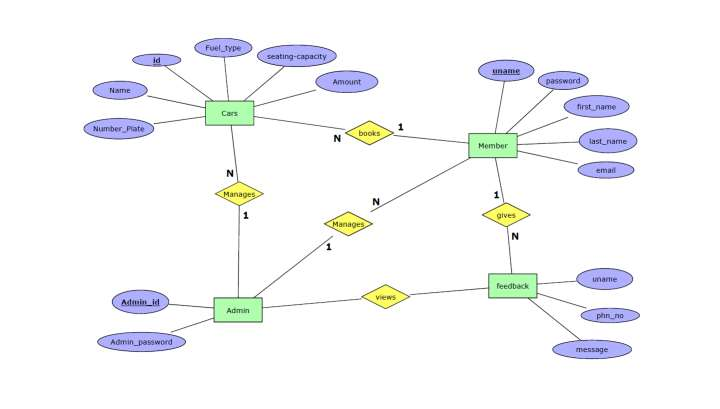 Fuel_type
id
seating-capacity
uname
Amount
password
Name
first_name
Cars
1
books
Number_Plate
N
last_name
Member
email
N
Manages
1
N
1
gives
Manages
N
1
uname
feedback
views
Admin_id
Admin
phn_no
Admin_password
message